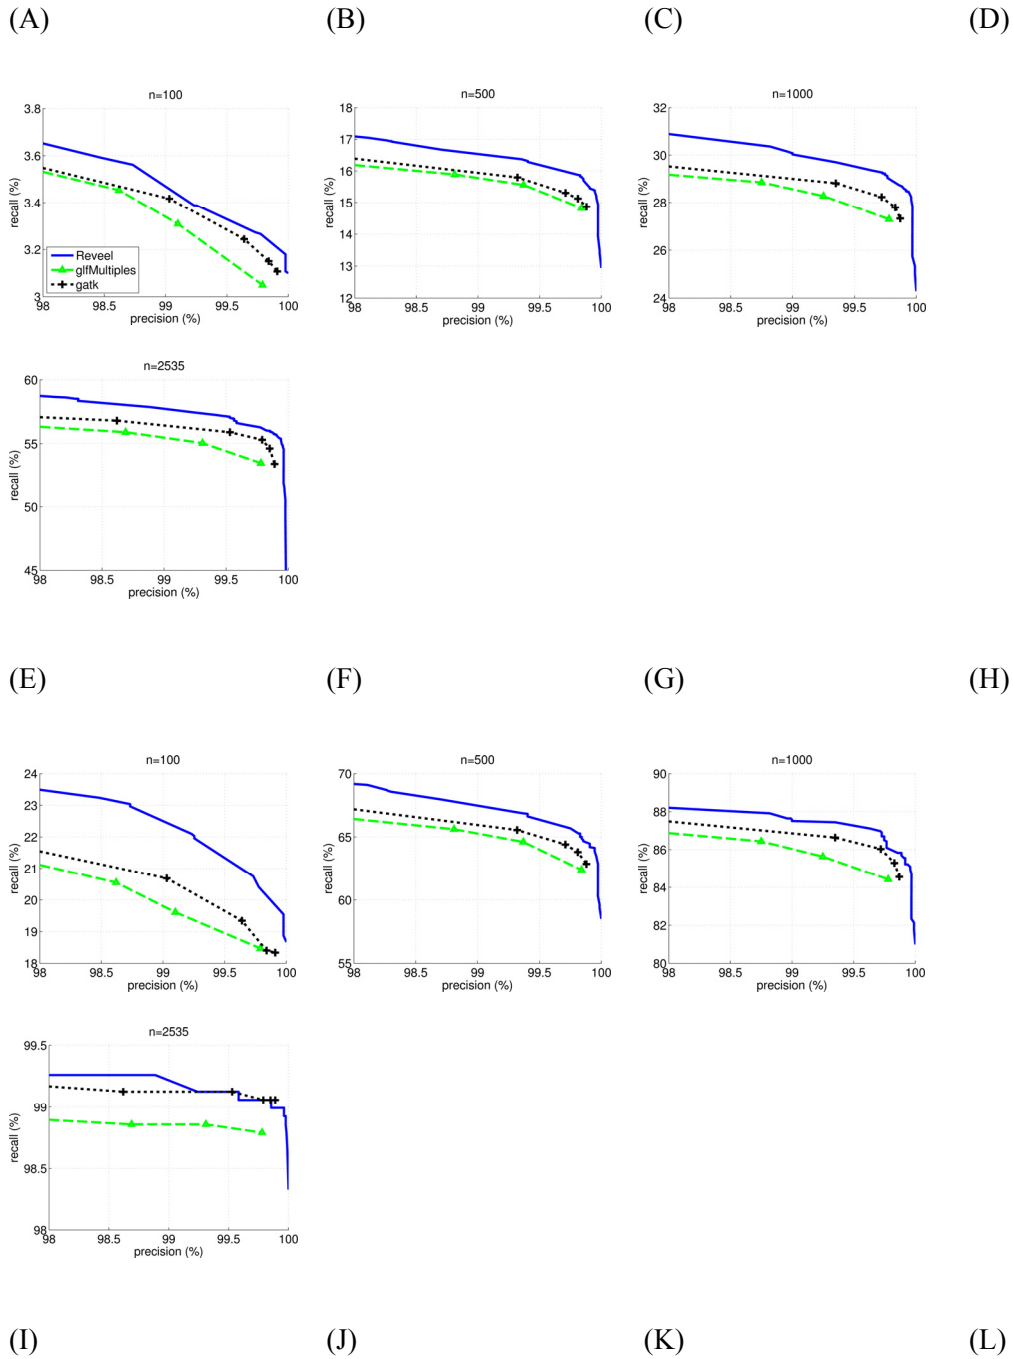 (A) (B) (C) (D)
n=100
3.8
3.6
3.4
3.2
3
recall (%)
Reveel
glfMultiples
gatk
98 98.5 99 99.5 100
precision (%)
n=500
18
17
16
15
14
13
12
recall (%)
98 98.5 99 99.5 100
precision (%)
n=1000
32
30
28
26
24
recall (%)
98 98.5 99 99.5 100
precision (%)
n=2535
60
55
50
45
recall (%)
98 98.5 99 99.5 100
precision (%)
(E) (F) (G) (H)
n=100
24
23
22
21
20
19
18
recall (%)
98 98.5 99 99.5 100
precision (%)
n=500
70
65
60
55
recall (%)
98 98.5 99 99.5 100
precision (%)
n=1000
90
88
86
84
82
80
recall (%)
98 98.5 99 99.5 100
precision (%)
n=2535
99.5
99
98.5
98
recall (%)
98 98.5 99 99.5 100
precision (%)
(I) (J) (K) (L)